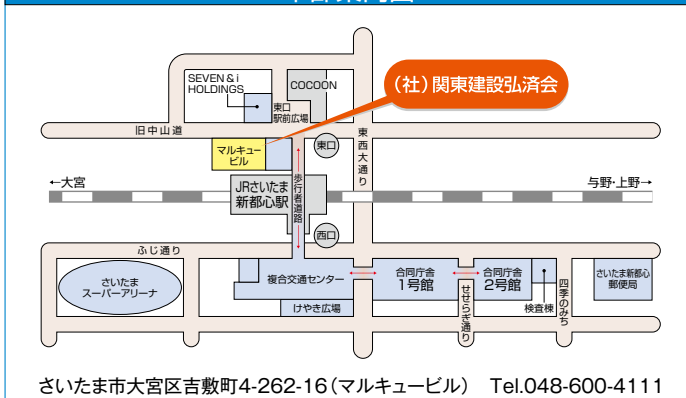 SEVEN & i
HOLDINGS
COCOON
(社)関東建設弘済会
東口
駅前広場
旧中山道
マルキュー
ビル
東口
東西大通り
←大宮
JRさいたま
新都心駅
歩行者道路
与野・上野→
西口
ふじ通り
さいたま
スーパーアリーナ
複合交通センター
合同庁舎
1号館
合同庁舎
2号館
さいたま新都心
郵便局
けやき広場
せせらぎ通り
検査棟
四季のみち
さいたま市大宮区吉敷町4-262-16(マルキュービル) Tel.048-600-4111